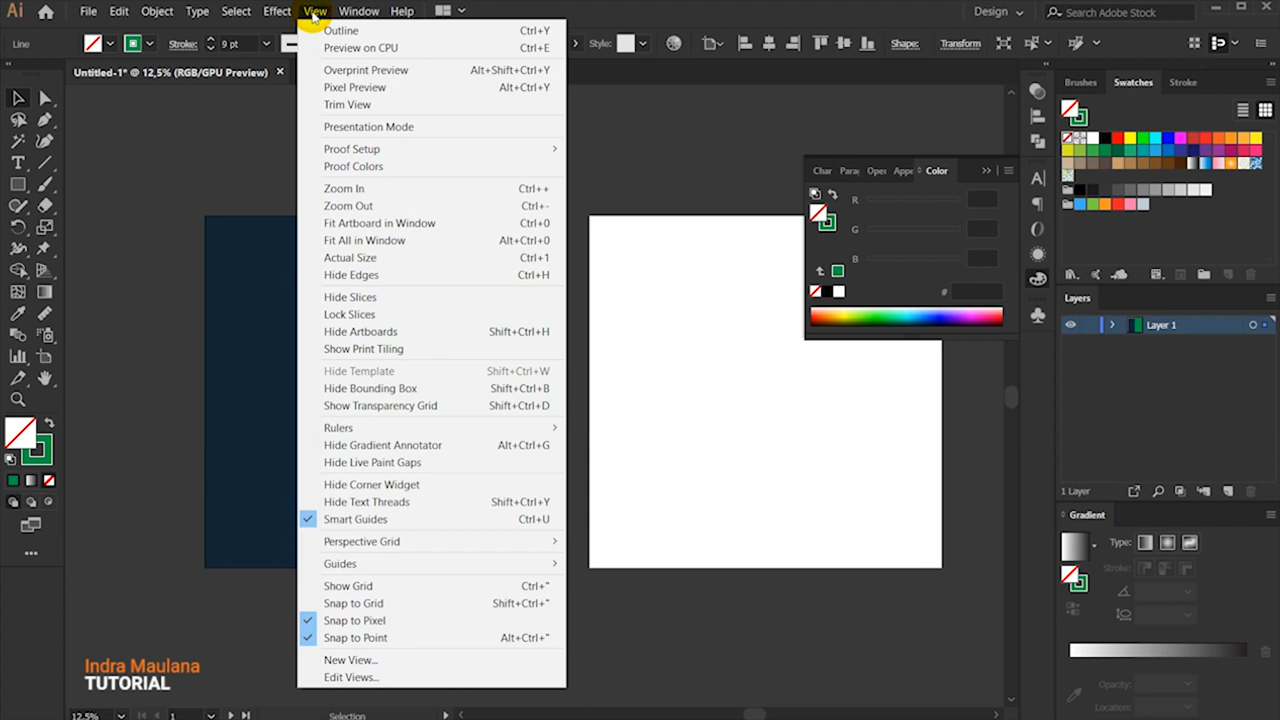 Ai File Edit Object Type Select Effect View Window Help Design Search Adobe Stock
Line Stroke: 9 pt Style: Shape: Transform
Untitled-1* @ 12,5% (RGB/GPU Preview) ×
Outline Ctrl+Y
Preview on CPU Ctrl+E
Overprint Preview Alt+Shift+Ctrl+Y
Pixel Preview Alt+Ctrl+Y
Trim View
Presentation Mode
Proof Setup
Proof Colors
Zoom In Ctrl++
Zoom Out Ctrl+-
Fit Artboard in Window Ctrl+0
Fit All in Window Alt+Ctrl+0
Actual Size Ctrl+1
Hide Edges Ctrl+H
Hide Slices
Lock Slices
Hide Artboards Shift+Ctrl+H
Show Print Tiling
Hide Template Shift+Ctrl+W
Hide Bounding Box Shift+Ctrl+B
Show Transparency Grid Shift+Ctrl+D
Rulers
Hide Gradient Annotator Alt+Ctrl+G
Hide Live Paint Gaps
Hide Corner Widget
Hide Text Threads Shift+Ctrl+Y
Smart Guides Ctrl+U
Perspective Grid
Guides
Show Grid Ctrl+"
Snap to Grid Shift+Ctrl+"
Snap to Pixel
Snap to Point Alt+Ctrl+"
New View...
Edit Views...
Char Para Oper Appe Color
R
G
B
#
Brushes Swatches Stroke
Layers
Layer 1
1 Layer
Gradient
Type:
Stroke:
Opacity:
Location:
Indra Maulana
TUTORIAL
12,5% 1 Selection